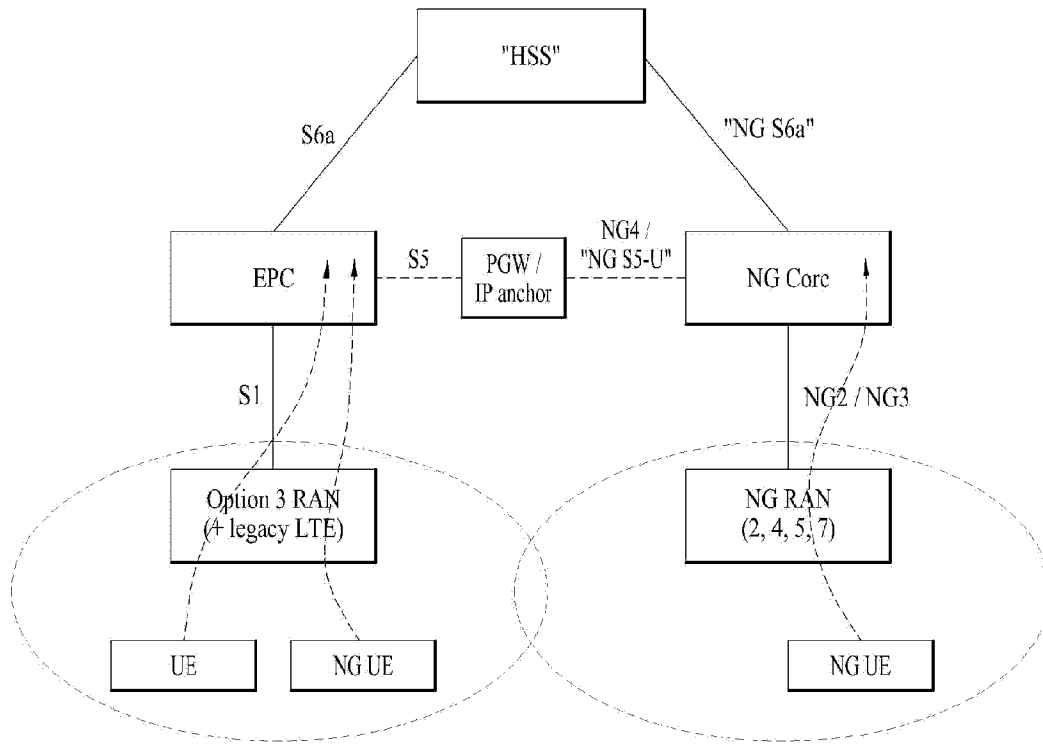 "HSS"
S6a
"NG S6a"
EPC
S5
PGW /
IP anchor
NG4 /
"NG S5-U"
NG Core
S1
NG2 / NG3
Option 3 RAN
(+ legacy LTE)
NG RAN
(2, 4, 5, 7)
UE
NG UE
NG UE